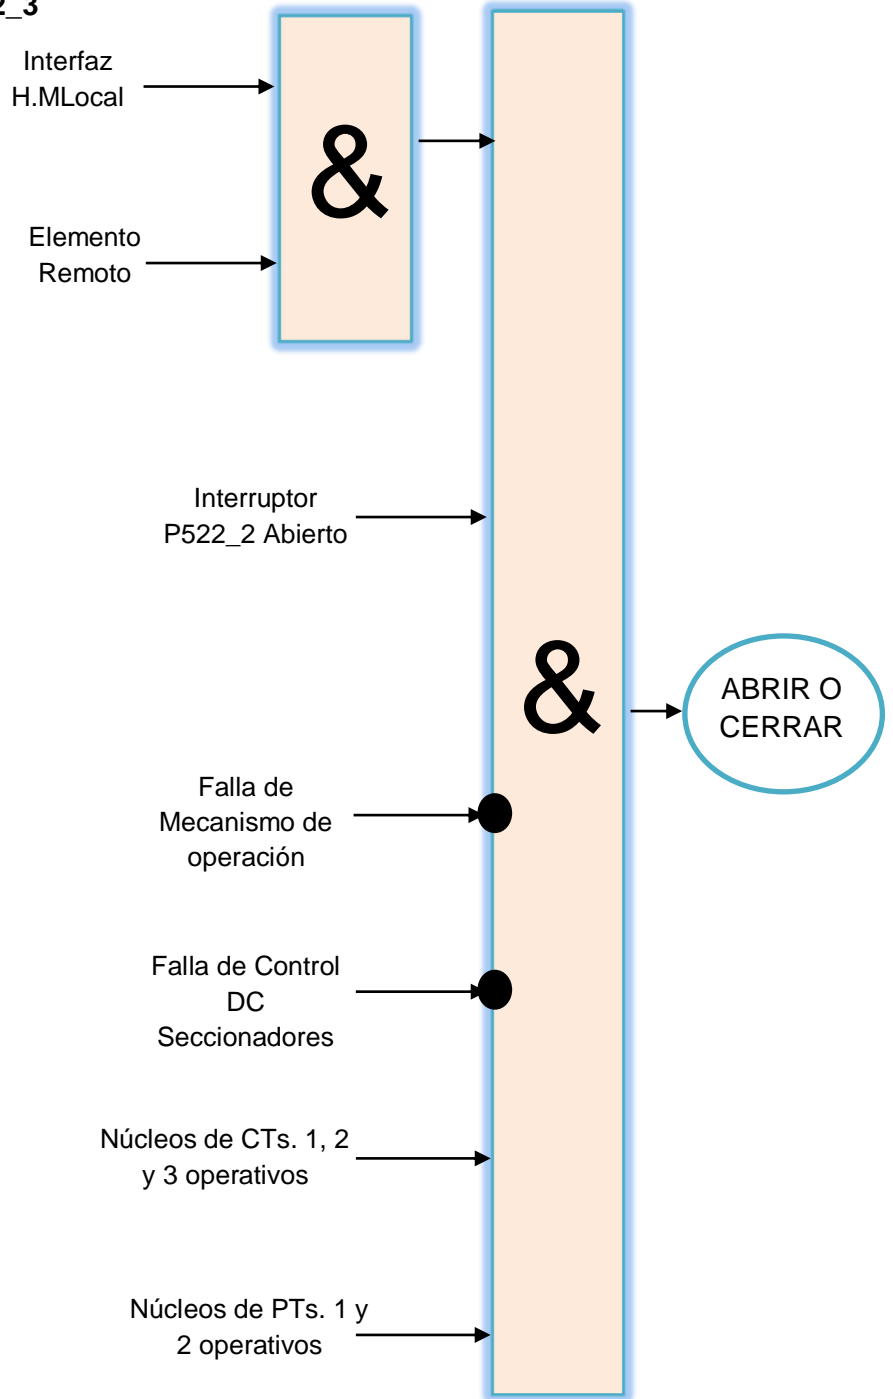 2_3
Interfaz
H.MLocal
&
Elemento
Remoto
Interruptor
P522_2 Abierto
&
ABRIR O
CERRAR
Falla de
Mecanismo de
operación
Falla de Control
DC
Seccionadores
Núcleos de CTs. 1, 2
y 3 operativos
Núcleos de PTs. 1 y
2 operativos